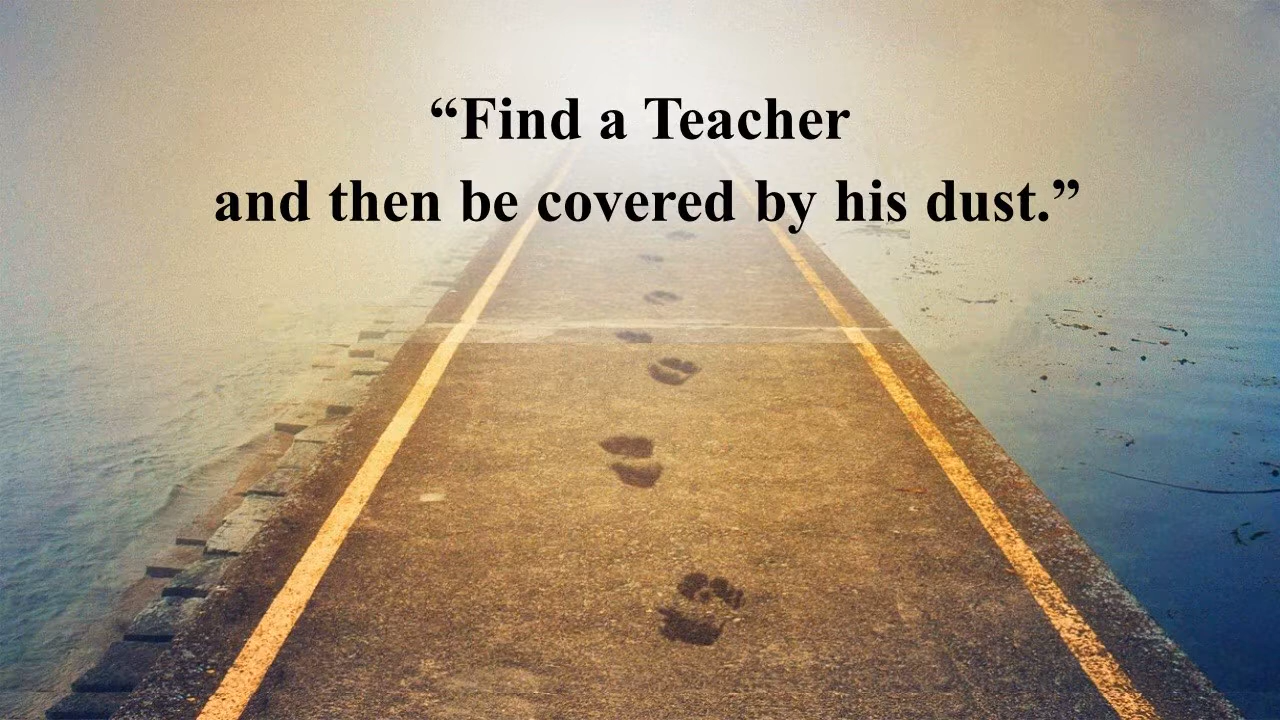 “Find a Teacher
and then be covered by his dust.”